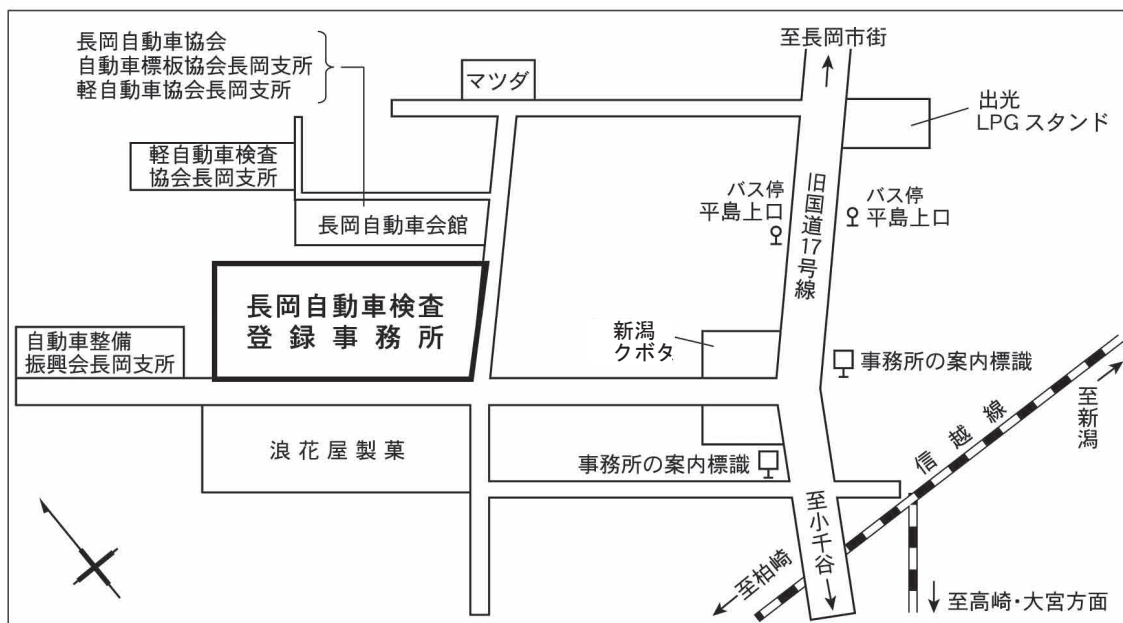 長岡自動車協会
自動車標板協会長岡支所
軽自動車協会長岡支所
マツダ
至長岡市街
出光
LPGスタンド
軽自動車検査
協会長岡支所
長岡自動車会館
バス停
平島上口
旧国道17号線
バス停
平島上口
長岡自動車検査
登録事務所
自動車整備
振興会長岡支所
新潟
クボタ
事務所の案内標識
至新潟
信越線
浪花屋製菓
事務所の案内標識
至小千谷
至柏崎
至高崎・大宮方面